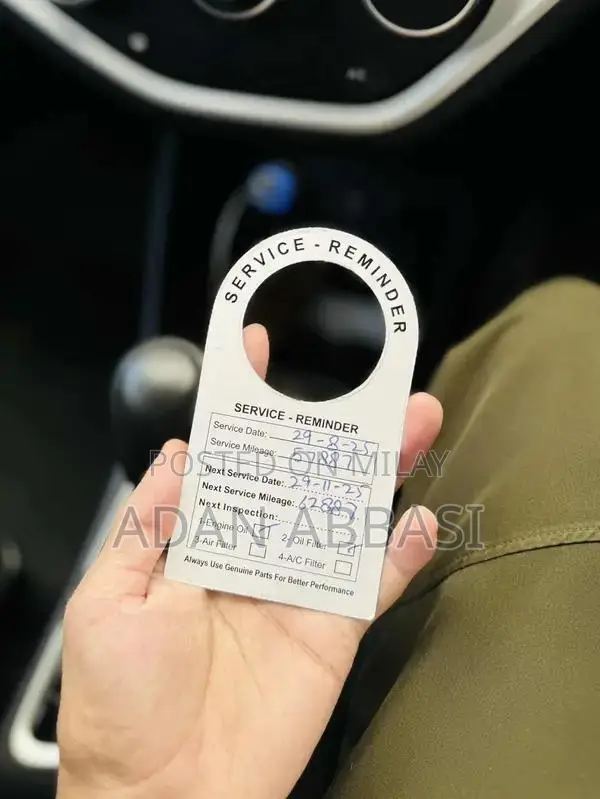 SERVICE - REMINDER
SERVICE - REMINDER
Service Date: 29-8-25
Service Mileage:
POSTED ON MILAY
Next Service Date: 29-11-25
Next Service Mileage: 62887
Next Inspection:
ADAN ABBASI
1-Engine Oil 2-Oil Filter
3-Air Filter 4-A/C Filter
Always Use Genuine Parts For Better Performance